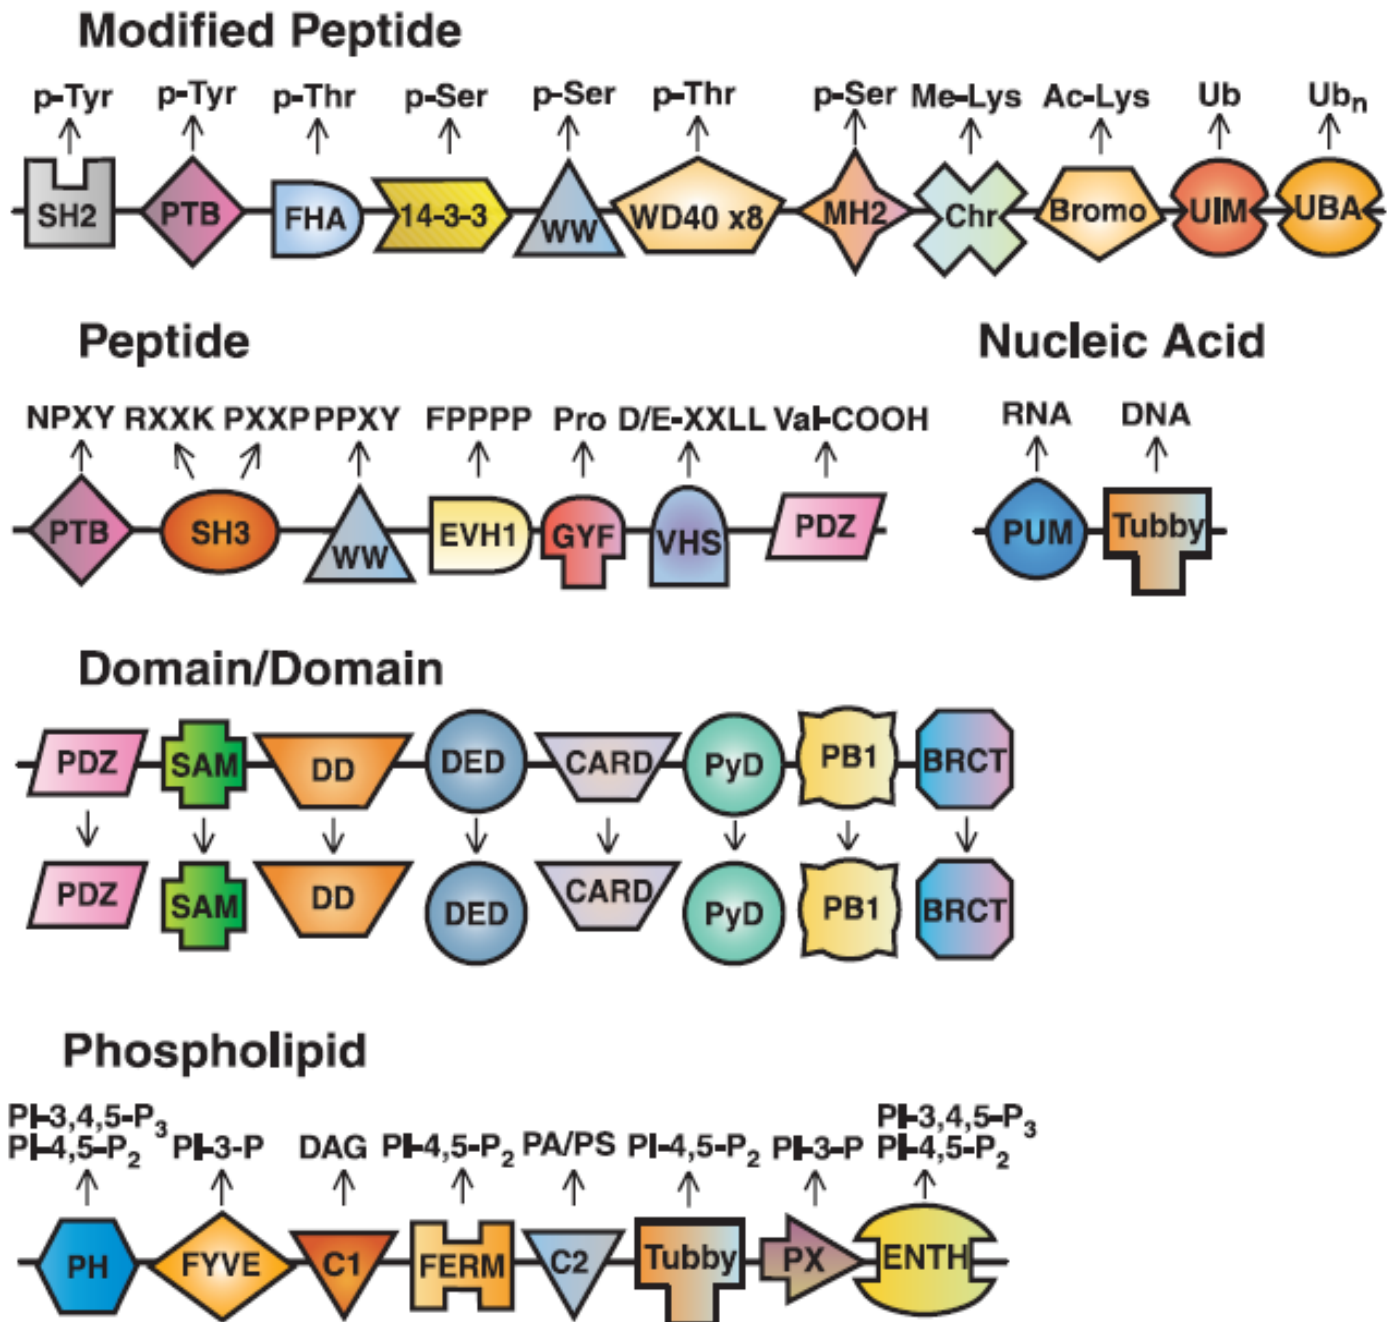 Modified Peptide
p-Tyr p-Tyr p-Thr p-Ser p-Ser p-Thr p-Ser Me-Lys Ac-Lys Ub Ubn
SH2 PTB FHA 14-3-3 WW WD40 x8 MH2 Chr Bromo UIM UBA
Peptide
NPXY RXXK PXXP PPXY FPPPP Pro D/E-XXLL Val-COOH
PTB SH3 WW EVH1 GYF VHS PDZ
Nucleic Acid
RNA DNA
PUM Tubby
Domain/Domain
PDZ SAM DD DED CARD PyD PB1 BRCT
PDZ SAM DD DED CARD PyD PB1 BRCT
Phospholipid
PI-3,4,5-P3 PI-3,4,5-P3
PI-4,5-P2 PI-3-P DAG PI-4,5-P2 PA/PS PI-4,5-P2 PI-3-P PI-4,5-P2
PH FYVE C1 FERM C2 Tubby PX ENTH